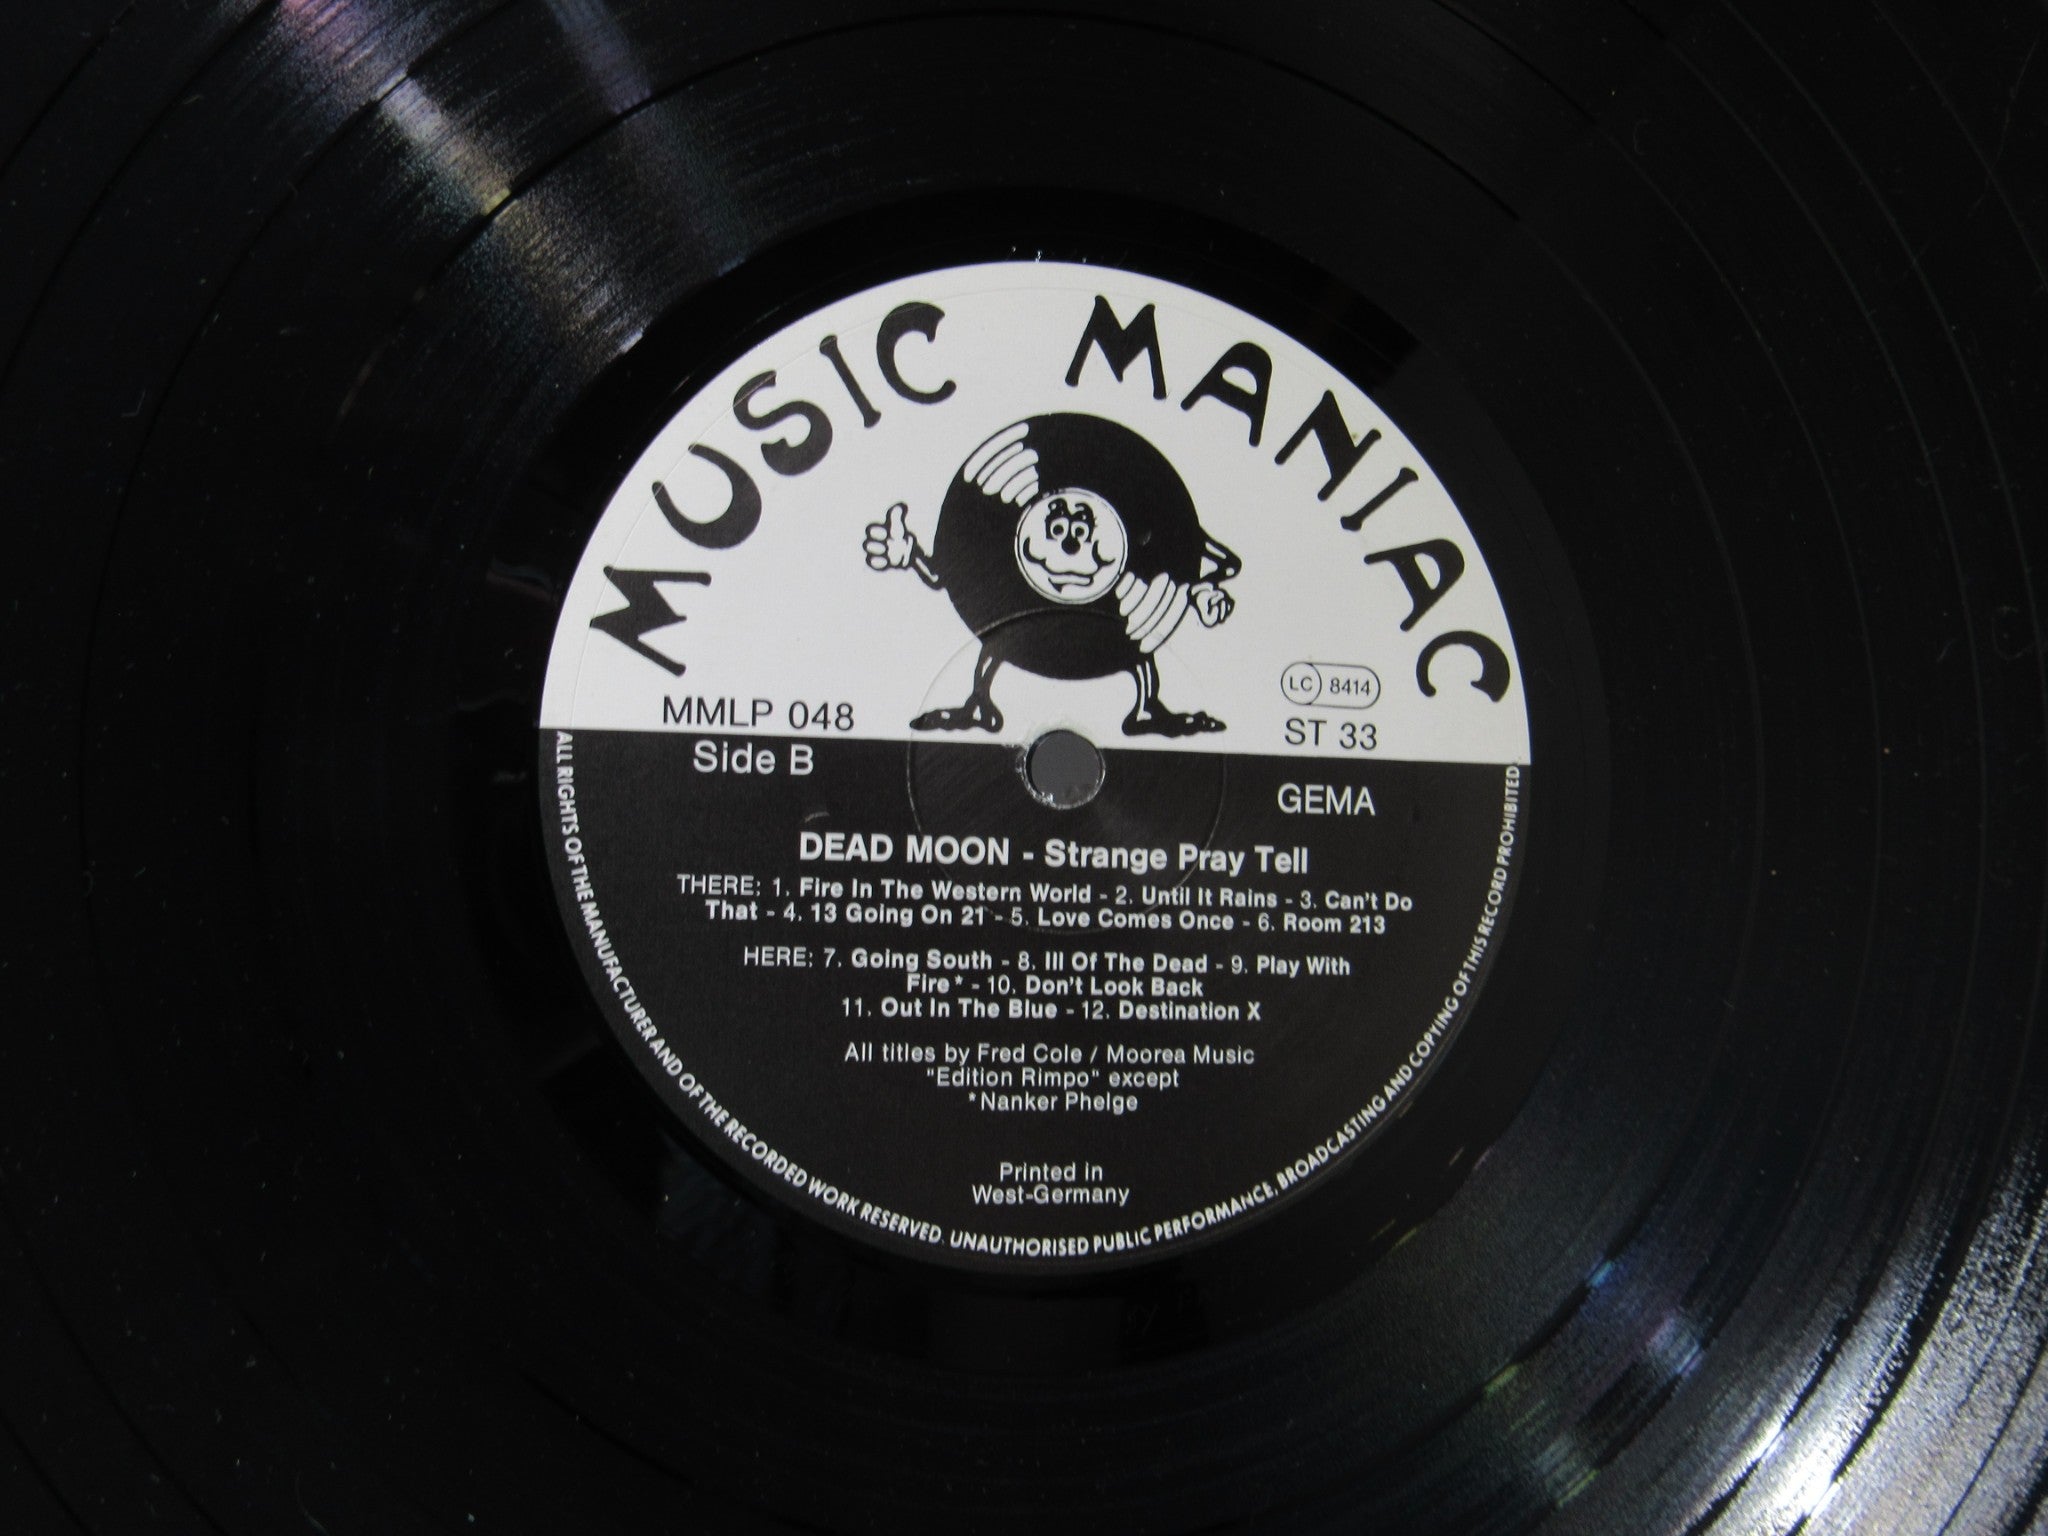 MUSIC MANIAC
LC 8414
MMLP 048
ST 33
Side B
GEMA
DEAD MOON - Strange Pray Tell
THERE: 1. Fire In The Western World - 2. Until It Rains - 3. Can't Do
That - 4. 13 Going On 21 - 5. Love Comes Once - 6. Room 213
HERE: 7. Going South - 8. Ill Of The Dead - 9. Play With
Fire* - 10. Don't Look Back
11. Out In The Blue - 12. Destination X
All titles by Fred Cole / Moorea Music
"Edition Rimpo" except
*Nanker Phelge
Printed in
West-Germany
ALL RIGHTS OF THE MANUFACTURER AND OF THE RECORDED WORK RESERVED. UNAUTHORISED PUBLIC PERFORMANCE, BROADCASTING AND COPYING OF THIS RECORD PROHIBITED.